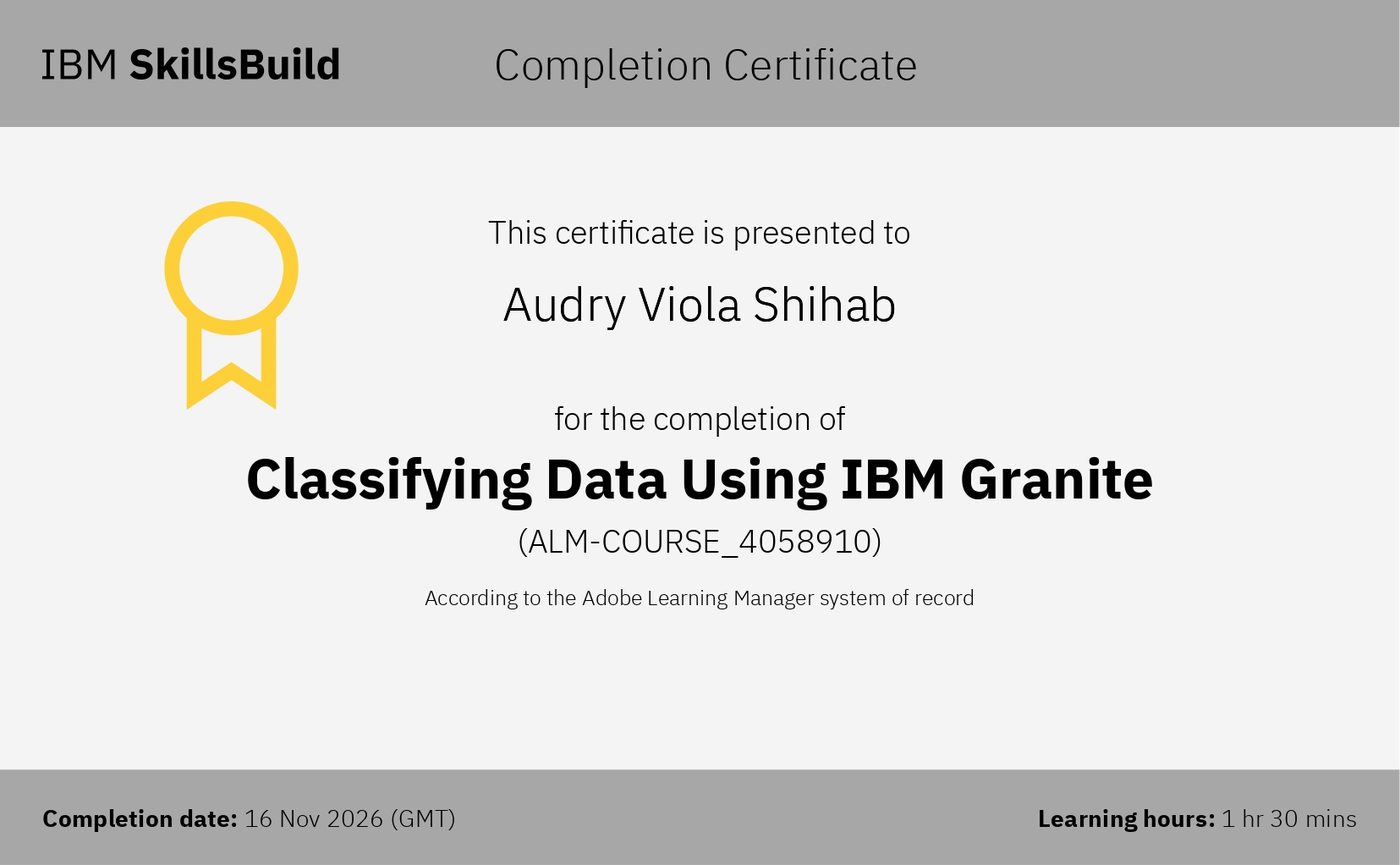 IBM SkillsBuild
Completion Certificate
This certificate is presented to
Audry Viola Shihab
for the completion of
Classifying Data Using IBM Granite
(ALM-COURSE_4058910)
According to the Adobe Learning Manager system of record
Completion date: 16 Nov 2026 (GMT)
Learning hours: 1 hr 30 mins